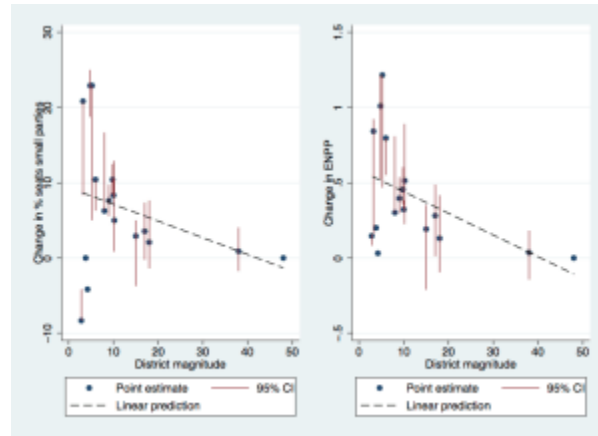 Change in % seats small parties
30
20
10
0
-10
0 10 20 30 40 50
District magnitude
Point estimate 95% CI
Linear prediction
Change in ENPP
1.5
1
.5
0
-.5
0 10 20 30 40 50
District magnitude
Point estimate 95% CI
Linear prediction